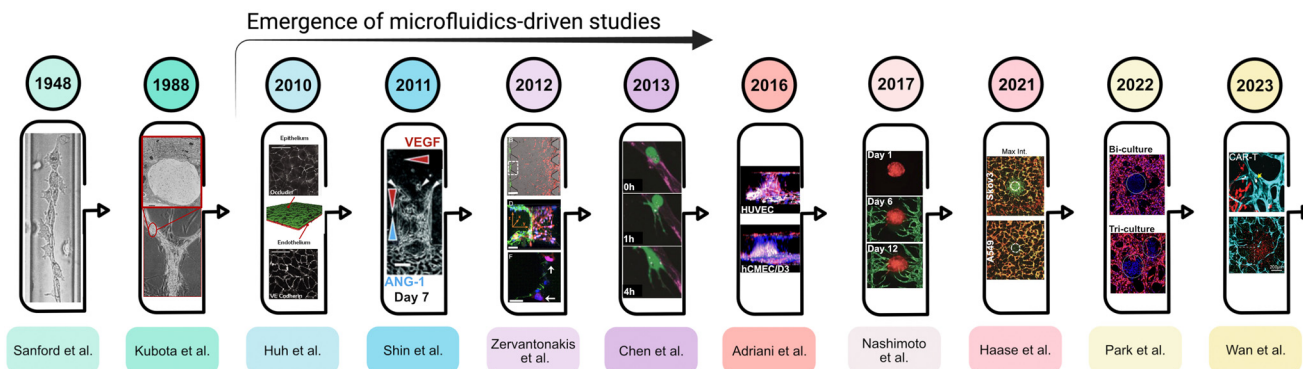 Emergence of microfluidics-driven studies
1948
1988
2010
2011
2012
2013
2016
2017
2021
2022
2023
Epithelium
Occludin
Endothelium
VE Cadherin
VEGF
ANG-1
Day 7
D
F
0h
1h
4h
HUVEC
hCMEC/D3
Day 1
Day 6
Day 12
Max Int.
Skov3
A549
Bi-culture
Tri-culture
CAR-T
Sanford et al.
Kubota et al.
Huh et al.
Shin et al.
Zervantonakis
et al.
Chen et al.
Adriani et al.
Nashimoto
et al.
Haase et al.
Park et al.
Wan et al.